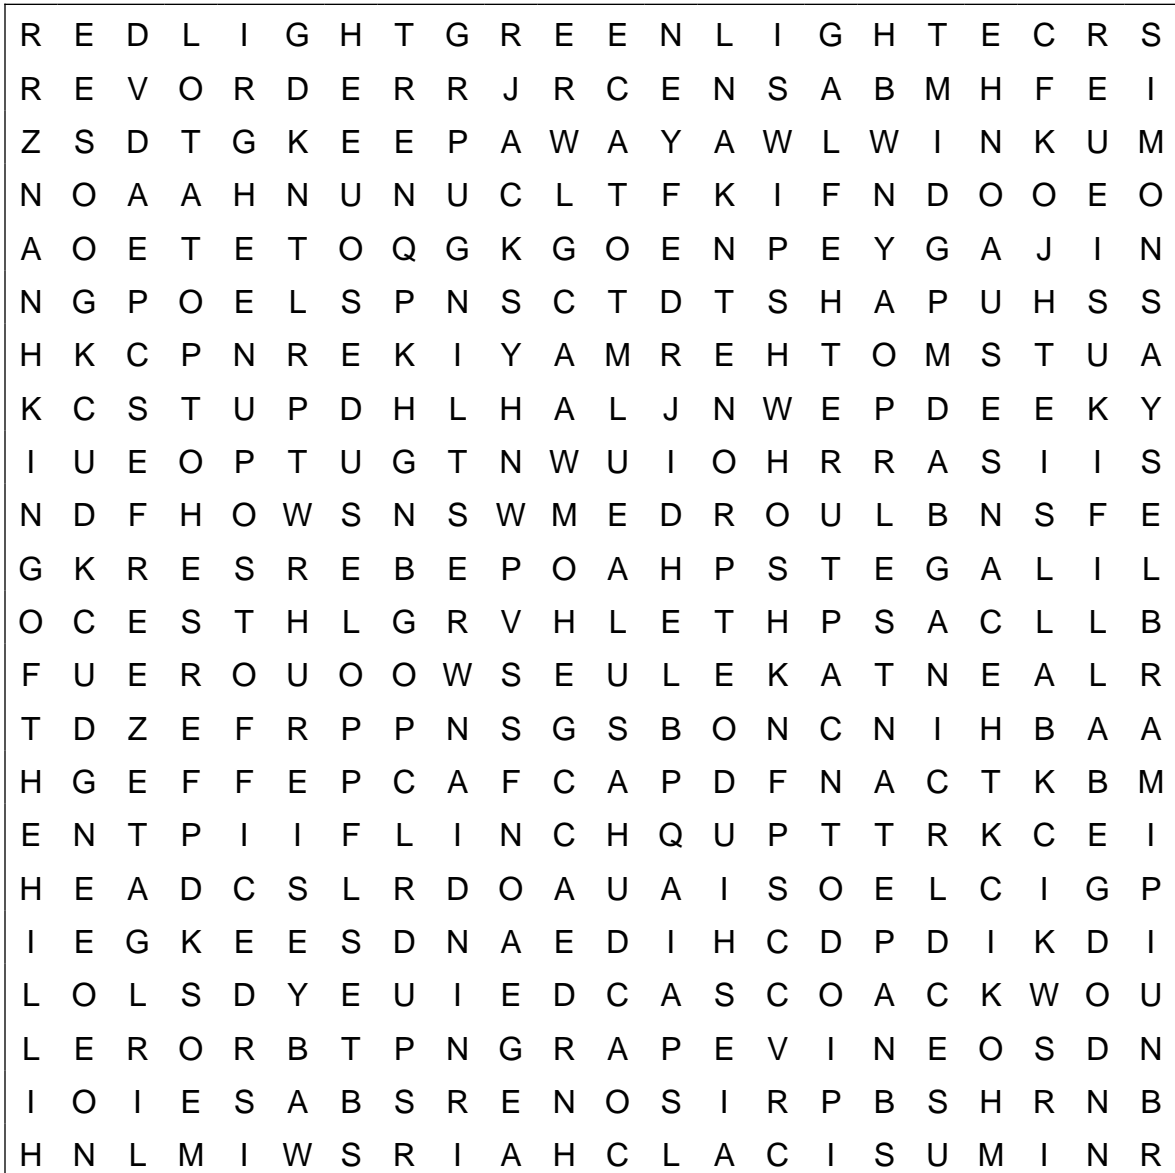 R E D L I G H T G R E E N L I G H T E C R S
R E V O R D E R R J R C E N S A B M H F E I
Z S D T G K E E P A W A Y A W L W I N K U M
N O A A H N U N U C L T F K I F N D O O E O
A O E T E T O Q G K G O E N P E Y G A J I N
N G P O E L S P N S C T D T S H A P U H S S
H K C P N R E K I Y A M R E H T O M S T U A
K C S T U P D H L H A L J N W E P D E E K Y
I U E O P T U G T N W U I O H R R A S I I S
N D F H O W S N S W M E D R O U L B N S F E
G K R E S R E B E P O A H P S T E G A L I L
O C E S T H L G R V H L E T H P S A C L L B
F U E R O U O O W S E U L E K A T N E A L R
T D Z E F R P P N S G S B O N C N I H B A A
H G E F F E P C A F C A P D F N A C T K B M
E N T P I I F L I N C H Q U P T T R K C E I
H E A D C S L R D O A U A I S O E L C I G P
I E G K E E S D N A E D I H C D P D I K D I
L O L S D Y E U I E D C A S C O A C K W O U
L E R O R B T P N G R A P E V I N E O S D N
I O I E S A B S R E N O S I R P B S H R N B
H N L M I W S R I A H C L A C I S U M I N R